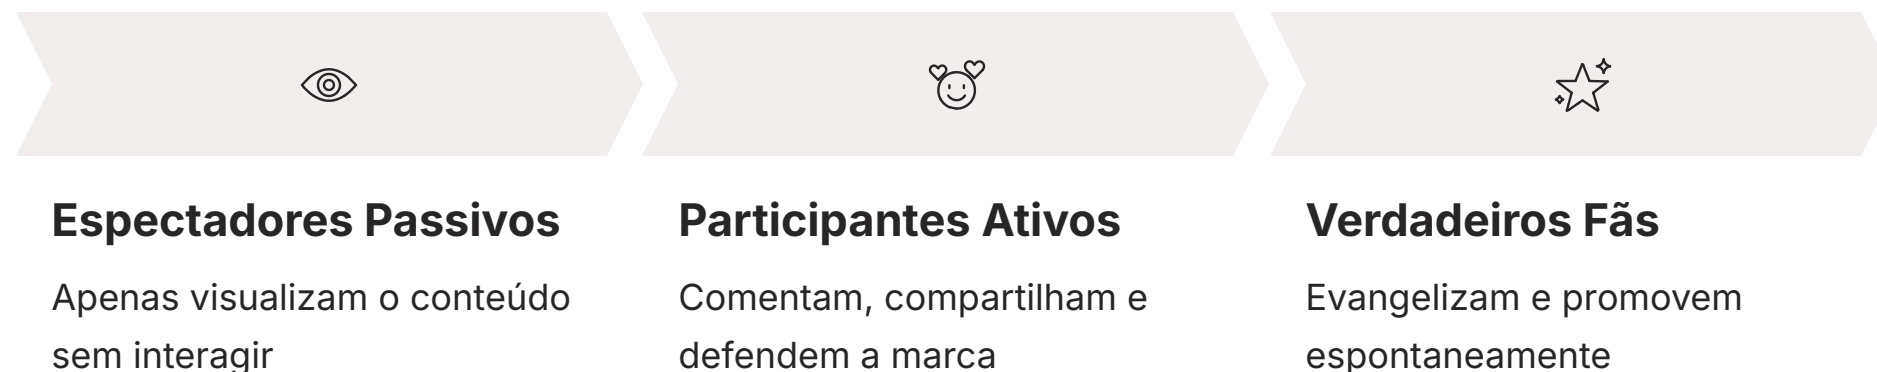 Espectadores Passivos
Apenas visualizam o conteúdo
sem interagir
Participantes Ativos
Comentam, compartilham e
defendem a marca
Verdadeiros Fãs
Evangelizam e promovem
espontaneamente